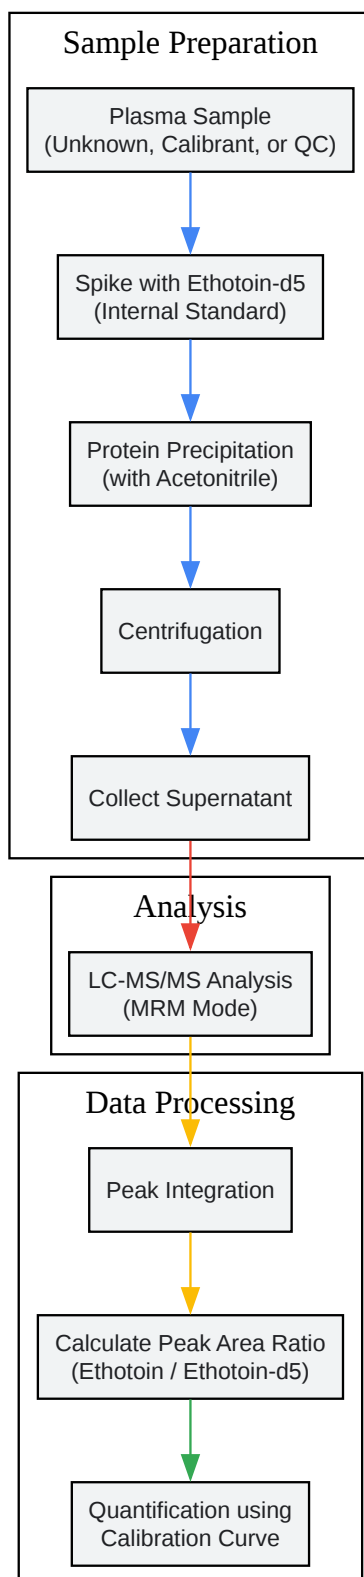 Sample Preparation
Plasma Sample
(Unknown, Calibrant, or QC)
Spike with Ethotoin-d5
(Internal Standard)
Protein Precipitation
(with Acetonitrile)
Centrifugation
Collect Supernatant
Analysis
LC-MS/MS Analysis
(MRM Mode)
Data Processing
Peak Integration
Calculate Peak Area Ratio
(Ethotoin / Ethotoin-d5)
Quantification using
Calibration Curve